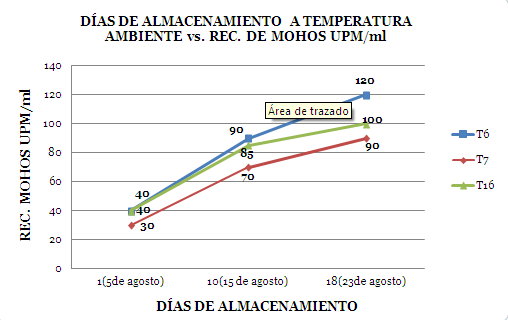 DÍAS DE ALMACENAMIENTO A TEMPERATURA
AMBIENTE vs. REC. DE MOHOS UPM/ml
REC. MOHOS UPM/ml
140
120
100
80
60
40
20
0
40
40
30
90
85
70
120
100
90
Área de trazado
T6
T7
T16
1(5de agosto)
10(15 de agosto)
18(23de agosto)
DÍAS DE ALMACENAMIENTO